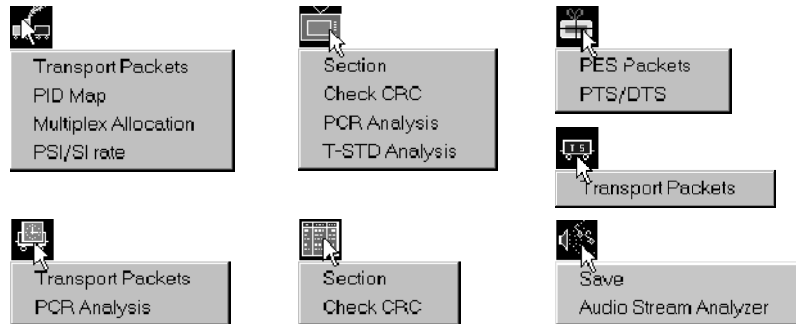 Transport Packets
PID Map
Multiplex Allocation
PSI/SI rate
Section
Check CRC
PCR Analysis
T-STD Analysis
PES Packets
PTS/DTS
TS
Transport Packets
Transport Packets
PCR Analysis
Section
Check CRC
Save
Audio Stream Analyzer